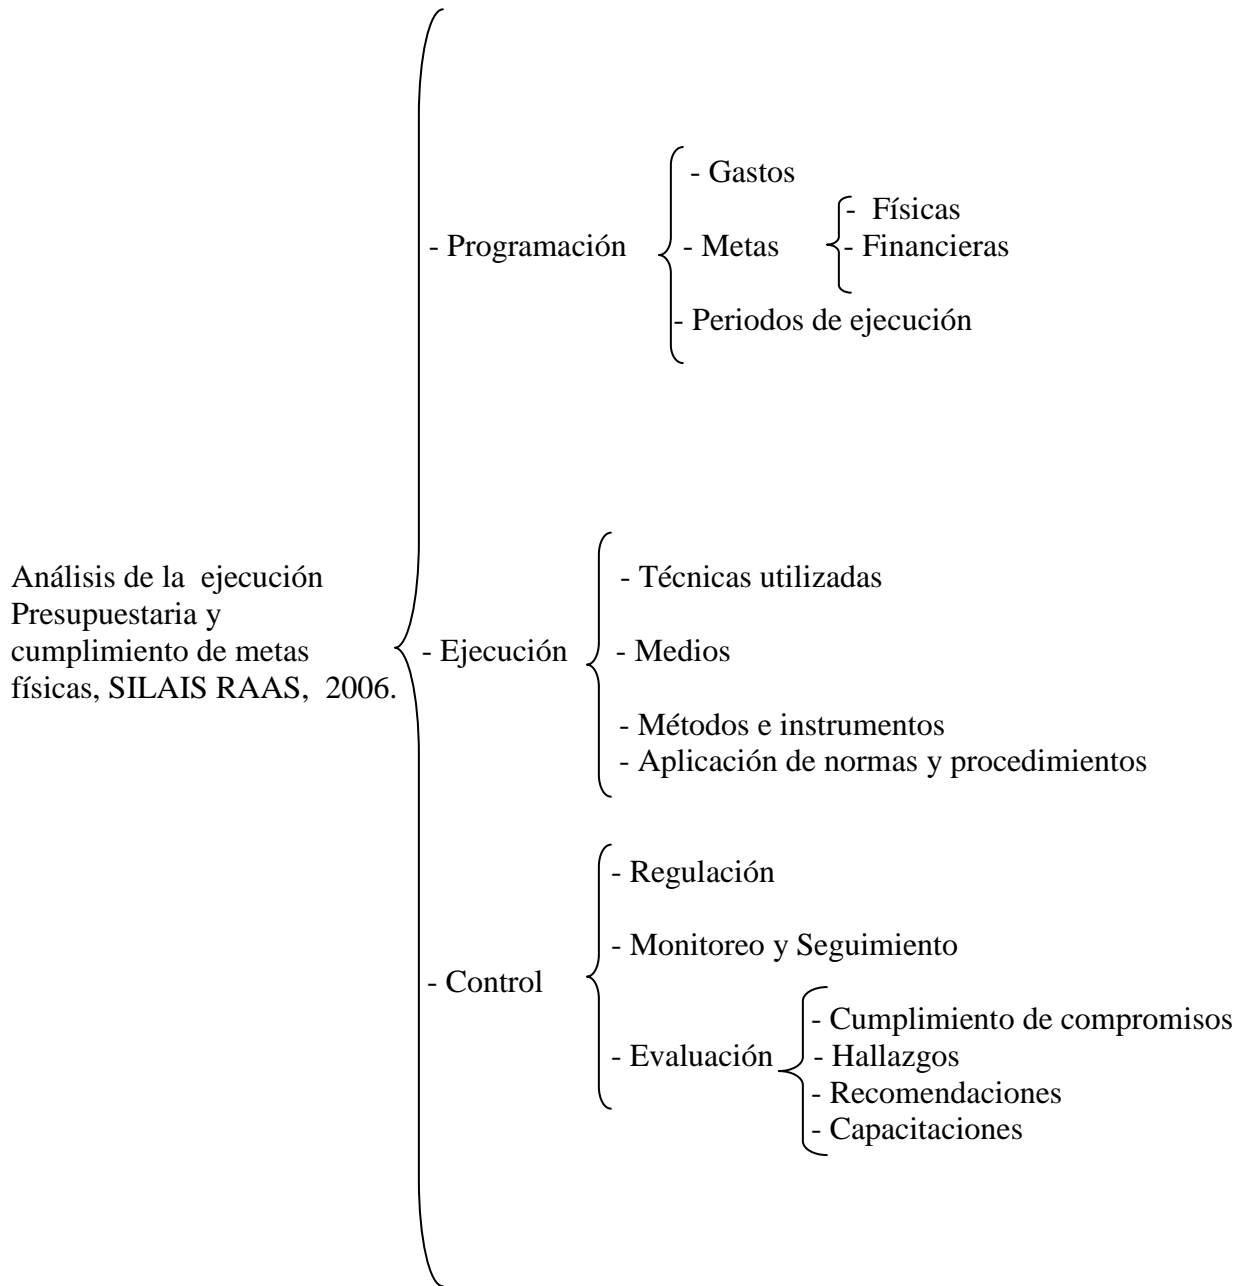 - Gastos
- Físicas
- Programación
- Metas
- Financieras
- Periodos de ejecución
Análisis de la ejecución
Presupuestaria y
cumplimiento de metas
físicas, SILAIS RAAS, 2006.
- Técnicas utilizadas
- Ejecución
- Medios
- Métodos e instrumentos
- Aplicación de normas y procedimientos
- Regulación
- Monitoreo y Seguimiento
- Control
- Evaluación
- Cumplimiento de compromisos
- Hallazgos
- Recomendaciones
- Capacitaciones